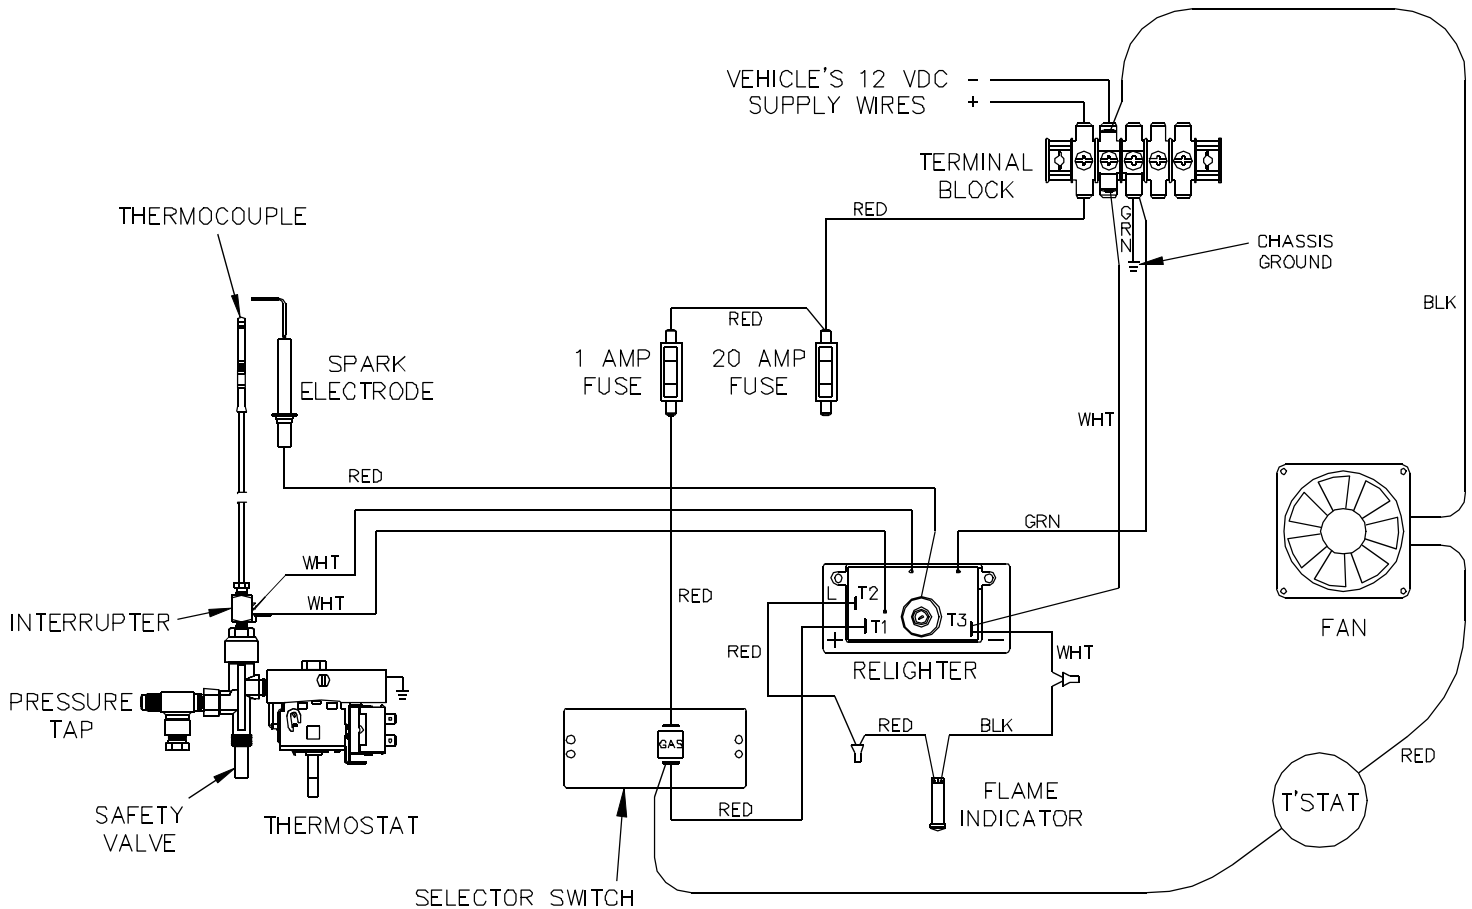 VEHICLE'S 12 VDC -
SUPPLY WIRES +
TERMINAL
BLOCK
THERMOCOUPLE
RED
GRN
CHASSIS
GROUND
BLK
RED
1 AMP
FUSE
20 AMP
FUSE
SPARK
ELECTRODE
WHT
RED
GRN
WHT
WHT
INTERRUPTER
RED
L T2
T1
T3
+ -
RELIGHTER
FAN
RED
WHT
PRESSURE
TAP
RED
BLK
GAS
RED
FLAME
INDICATOR
T'STAT
RED
SAFETY
VALVE
THERMOSTAT
SELECTOR SWITCH